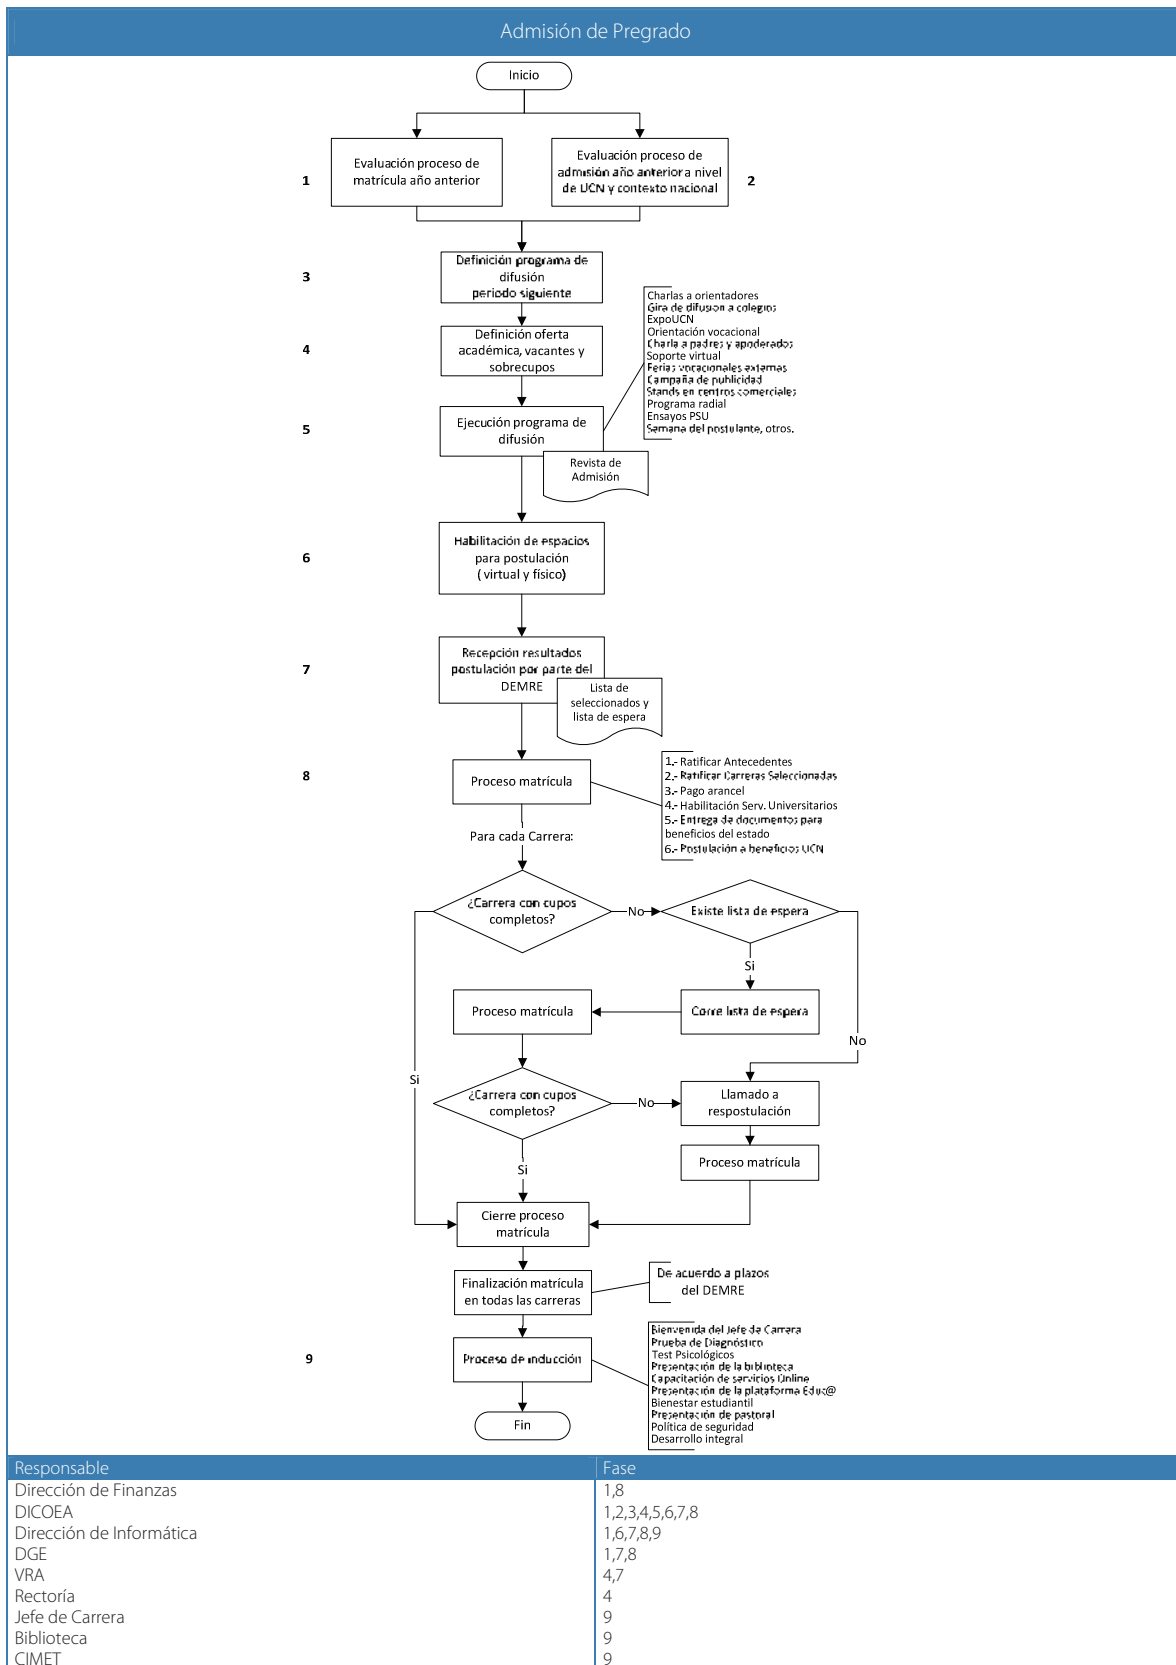 Admisión de Pregrado
Inicio
1
Evaluación proceso de
matrícula año anterior
Evaluación proceso de
admisión año anterior a nivel
de UCN y contexto nacional
2
3
Definición programa de
difusión
periodo siguiente
4
Definición oferta
académica, vacantes y
sobrecupos
Charlas a orientadores
Gira de difusion a colegios
ExpoUCN
Orientación vocacional
Charla a padres y apoderados
Soporte virtual
Ferias vocacionales externas
Campaña de publicidad
Stands en centros comerciales
Programa radial
Ensayos PSU
Semana del postulante, otros.
5
Ejecución programa de
difusión
Revista de
Admisión
6
Habilitación de espacios
para postulación
( virtual y físico)
7
Recepción resultados
postulación por parte del
DEMRE
Lista de
seleccionados y
lista de espera
8
Proceso matrícula
1.- Ratificar Antecedentes
2.- Ratificar Carreras Seleccionadas
3.- Pago arancel
4.- Habilitación Serv. Universitarios
5.- Entrega de documentos para
beneficios del estado
6.- Postulación a beneficios UCN
Para cada Carrera:
¿Carrera con cupos
completos?
No
Existe lista de espera
Si
Proceso matrícula
Corre lista de espera
No
Si
¿Carrera con cupos
completos?
No
Llamado a
respostulación
Proceso matrícula
Si
Cierre proceso
matrícula
Finalización matrícula
en todas las carreras
De acuerdo a plazos
del DEMRE
9
Proceso de inducción
Bienvenida del Jefe de Carrera
Prueba de Diagnóstico
Test Psicológicos
Presentación de la biblioteca
Capacitación de servicios Online
Presentación de la plataforma Educ@
Bienestar estudiantil
Presentación de pastoral
Política de seguridad
Desarrollo integral
Fin
Responsable Fase
Dirección de Finanzas 1,8
DICOEA 1,2,3,4,5,6,7,8
Dirección de Informática 1,6,7,8,9
DGE 1,7,8
VRA 4,7
Rectoría 4
Jefe de Carrera 9
Biblioteca 9
CIMET 9